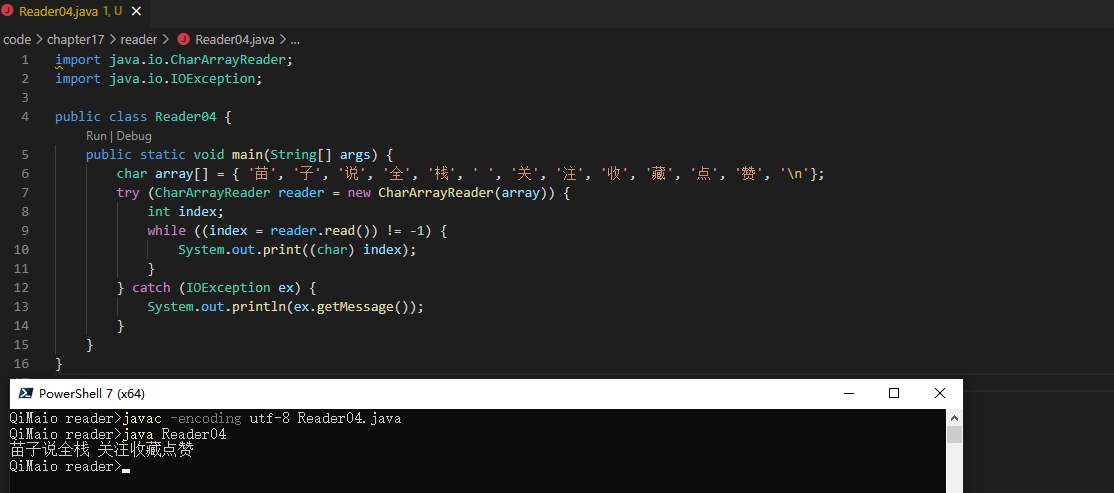 Reader04.java 1, U
code > chapter17 > reader > Reader04.java > ...
1 import java.io.CharArrayReader;
2 import java.io.IOException;
3
4 public class Reader04 {
Run | Debug
5 public static void main(String[] args) {
6 char array[] = { '苗', '子', '说', '全', '栈', ' ', '关', '注', '收', '藏', '点', '赞', '\n'};
7 try (CharArrayReader reader = new CharArrayReader(array)) {
8 int index;
9 while ((index = reader.read()) != -1) {
10 System.out.print((char) index);
11 }
12 } catch (IOException ex) {
13 System.out.println(ex.getMessage());
14 }
15 }
16 }
PowerShell 7 (x64)
QiMaio reader>javac -encoding utf-8 Reader04.java
QiMaio reader>java Reader04
苗子说全栈 关注收藏点赞
QiMaio reader>